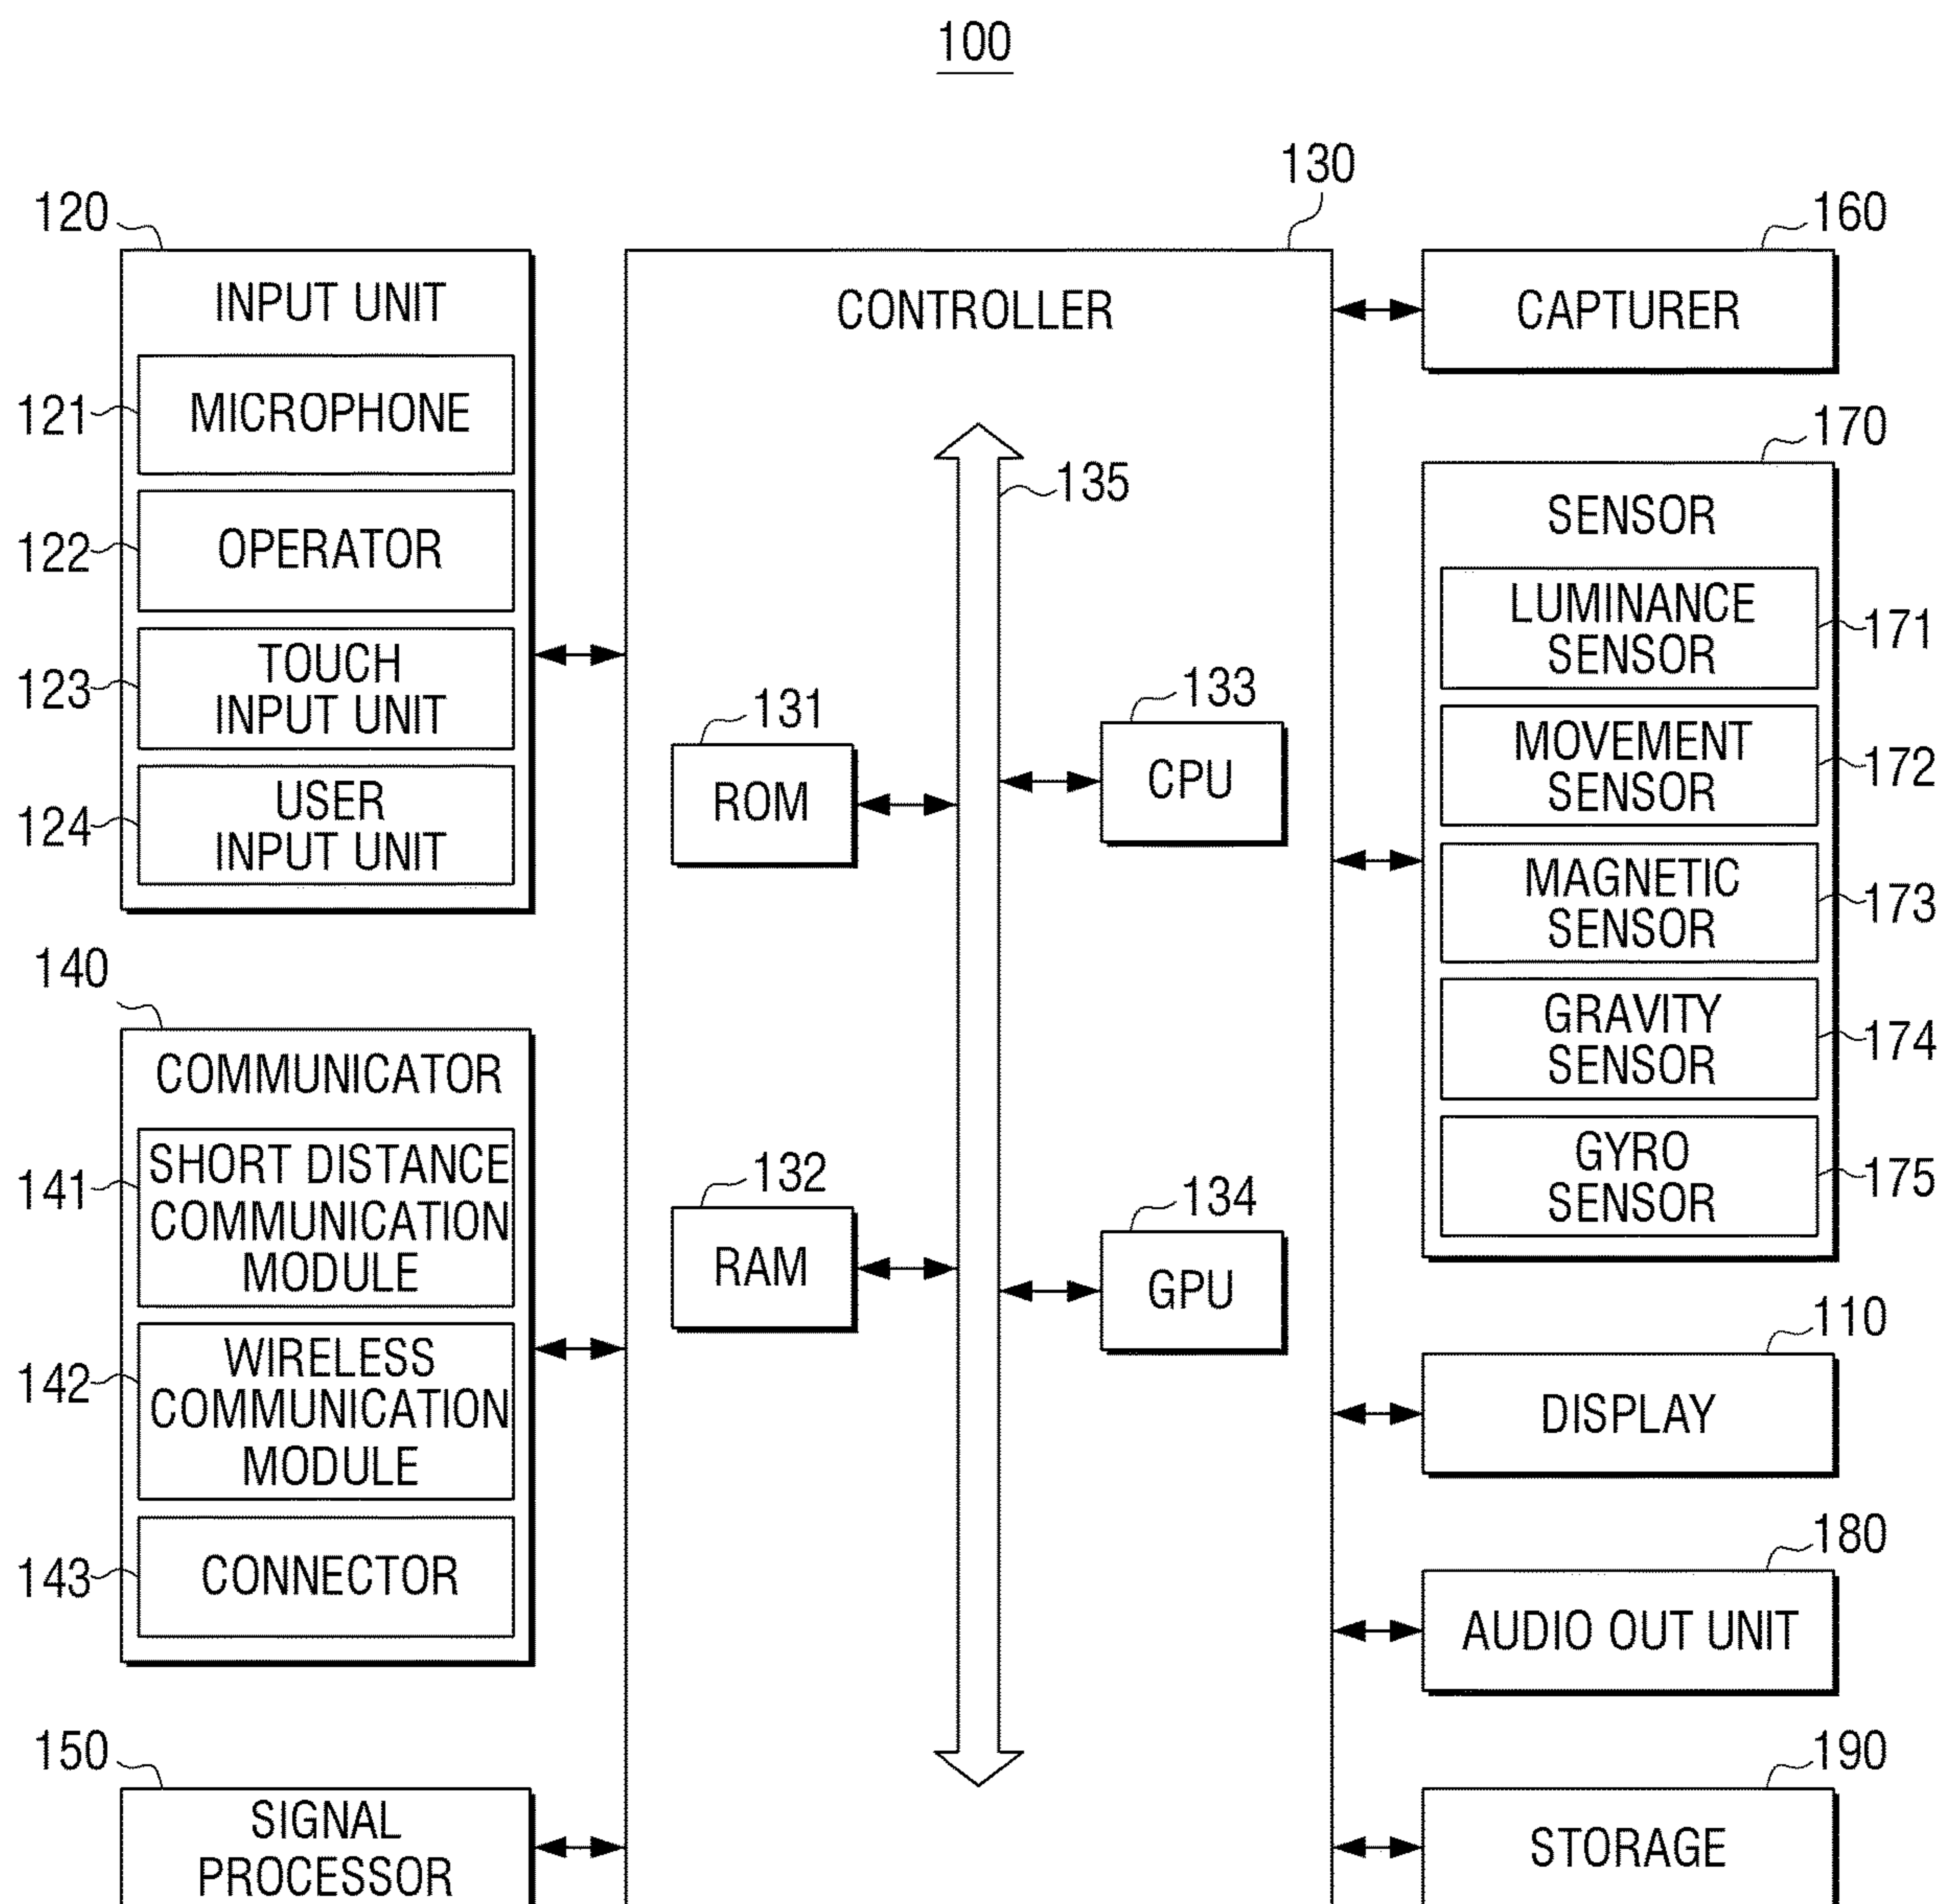 100
120
INPUT UNIT
121
MICROPHONE
122
OPERATOR
123
TOUCH
INPUT UNIT
124
USER
INPUT UNIT
140
COMMUNICATOR
141
SHORT DISTANCE
COMMUNICATION
MODULE
142
WIRELESS
COMMUNICATION
MODULE
143
CONNECTOR
150
SIGNAL
PROCESSOR
130
CONTROLLER
135
131
ROM
133
CPU
132
RAM
134
GPU
160
CAPTURER
170
SENSOR
LUMINANCE
SENSOR
171
MOVEMENT
SENSOR
172
MAGNETIC
SENSOR
173
GRAVITY
SENSOR
174
GYRO
SENSOR
175
110
DISPLAY
180
AUDIO OUT UNIT
190
STORAGE